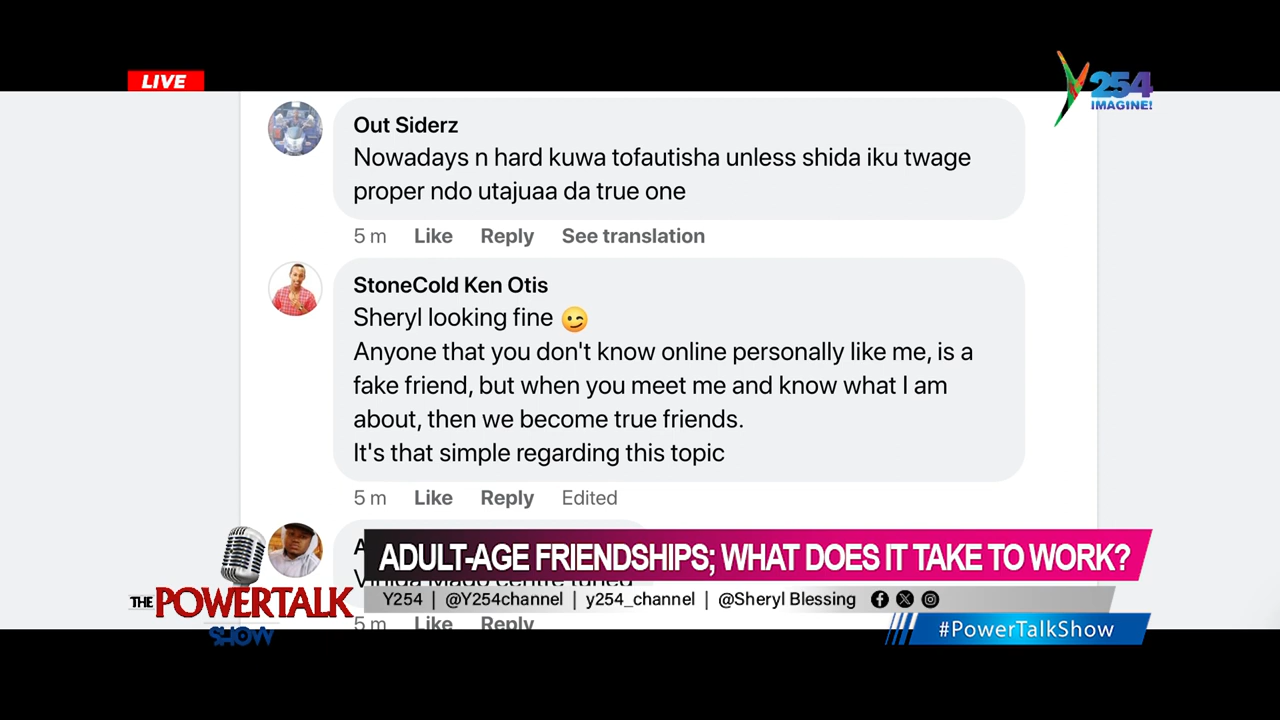 LIVE
254
IMAGINE!
Out Siderz
Nowadays n hard kuwa tofautisha unless shida iku twage
proper ndo utajuaa da true one
5 m Like Reply See translation
StoneCold Ken Otis
Sheryl looking fine 😉
Anyone that you don't know online personally like me, is a
fake friend, but when you meet me and know what I am
about, then we become true friends.
It's that simple regarding this topic
5 m Like Reply Edited
ADULT-AGE FRIENDSHIPS; WHAT DOES IT TAKE TO WORK?
THE POWERTALK
SHOW
Y254 | @Y254channel | y254_channel | @Sheryl Blessing
5 m Like Reply
#PowerTalkShow